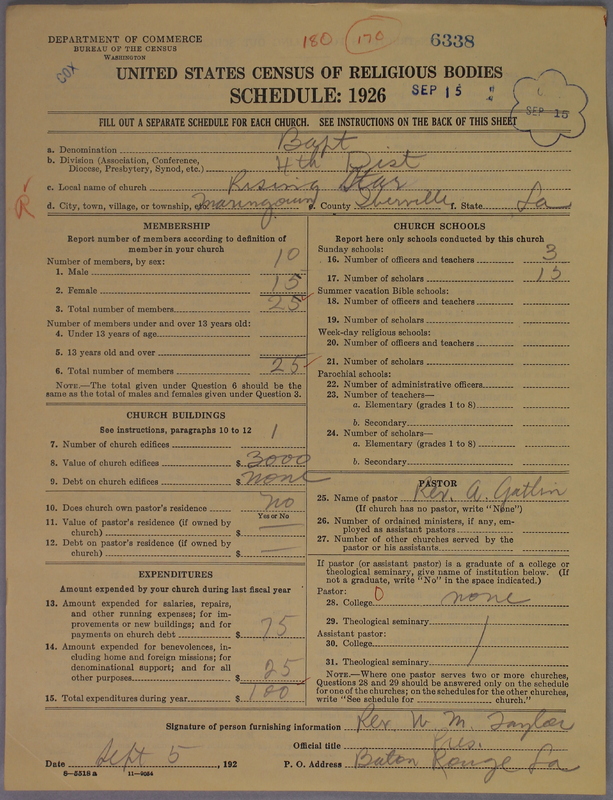 DEPARTMENT OF COMMERCE
BUREAU OF THE CENSUS
WASHINGTON
180 170 6338
COX
UNITED STATES CENSUS OF RELIGIOUS BODIES
SCHEDULE: 1926
SEP 15
SEP 15
FILL OUT A SEPARATE SCHEDULE FOR EACH CHURCH. SEE INSTRUCTIONS ON THE BACK OF THIS SHEET
a. Denomination Bapt
b. Division (Association, Conference, Diocese, Presbytery, Synod, etc.) 4th Dist
c. Local name of church Rising Star
R
d. City, town, village, or township, Maringouin e. County Iberville f. State La
MEMBERSHIP
Report number of members according to definition of
member in your church
Number of members, by sex:
1. Male 10
2. Female 15
3. Total number of members 25
Number of members under and over 13 years old:
4. Under 13 years of age
5. 13 years old and over
6. Total number of members 25
NOTE.—The total given under Question 6 should be the
same as the total of males and females given under Question 3.
CHURCH BUILDINGS
See instructions, paragraphs 10 to 12
7. Number of church edifices 1
8. Value of church edifices $ 3000
9. Debt on church edifices $ none
10. Does church own pastor's residence no
Yes or No
11. Value of pastor's residence (if owned by
church) $
12. Debt on pastor's residence (if owned by
church) $
EXPENDITURES
Amount expended by your church during last fiscal year
13. Amount expended for salaries, repairs,
and other running expenses; for im-
provements or new buildings; and for
payments on church debt $ 75
14. Amount expended for benevolences, in-
cluding home and foreign missions; for
denominational support; and for all
other purposes $ 25
15. Total expenditures during year $ 100
CHURCH SCHOOLS
Report here only schools conducted by this church
Sunday schools:
16. Number of officers and teachers 3
17. Number of scholars 15
Summer vacation Bible schools:
18. Number of officers and teachers
19. Number of scholars
Week-day religious schools:
20. Number of officers and teachers
21. Number of scholars
Parochial schools:
22. Number of administrative officers
23. Number of teachers—
a. Elementary (grades 1 to 8)
b. Secondary
24. Number of scholars—
a. Elementary (grades 1 to 8)
b. Secondary
PASTOR
25. Name of pastor Rev. A. Gatlin
(If church has no pastor, write "None")
26. Number of ordained ministers, if any, em-
ployed as assistant pastors
27. Number of other churches served by the
pastor or his assistants
If pastor (or assistant pastor) is a graduate of a college or
theological seminary, give name of institution below. (If
not a graduate, write "No" in the space indicated.)
Pastor:
28. College 0 none
29. Theological seminary
Assistant pastor:
30. College
31. Theological seminary
NOTE.—Where one pastor serves two or more churches,
Questions 28 and 29 should be answered only on the schedule
for one of the churches; on the schedules for the other churches,
write "See schedule for church."
Signature of person furnishing information Rev. W. M. Taylor
Official title Pres.
Date Sept 5, 192 P. O. Address Baton Rouge La
6—5518 a 11—9054